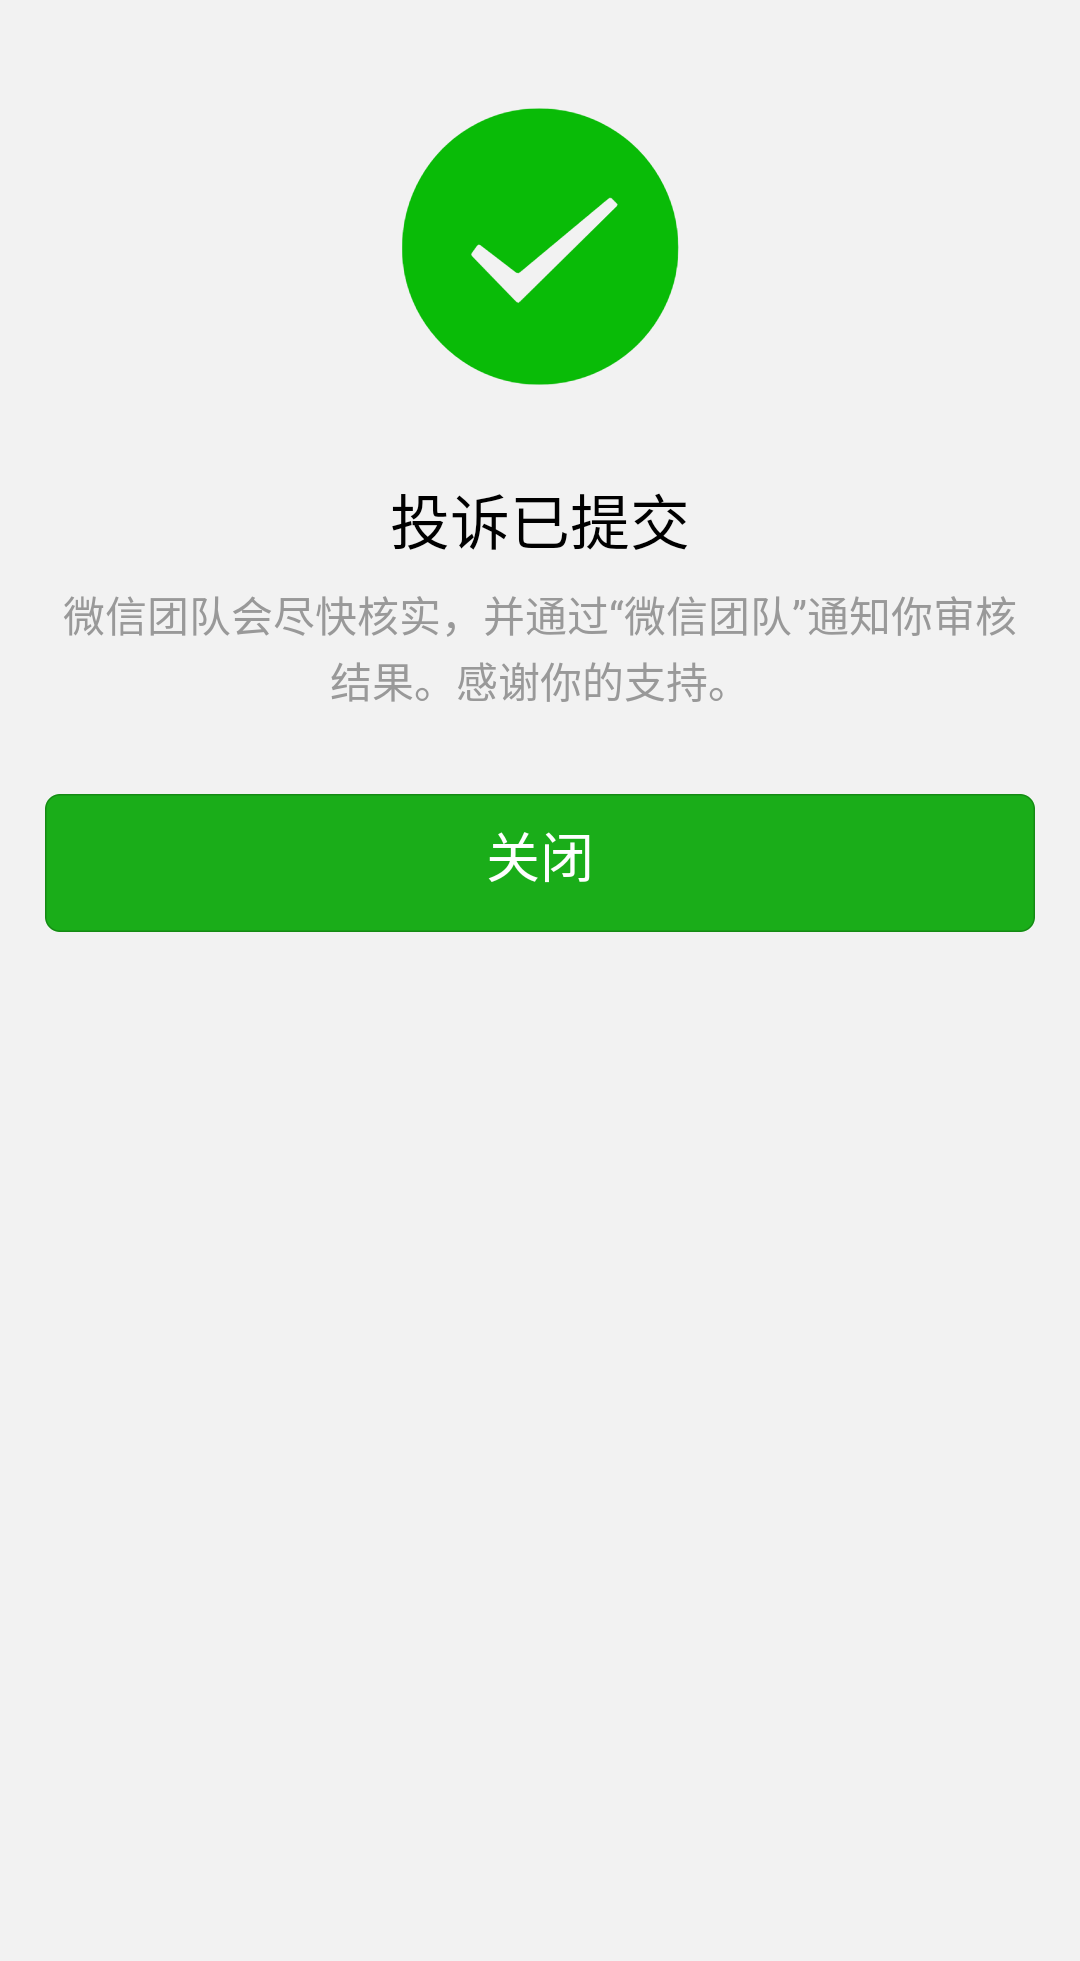 投诉已提交
微信团队会尽快核实，并通过“微信团队”通知你审核
结果。感谢你的支持。
关闭